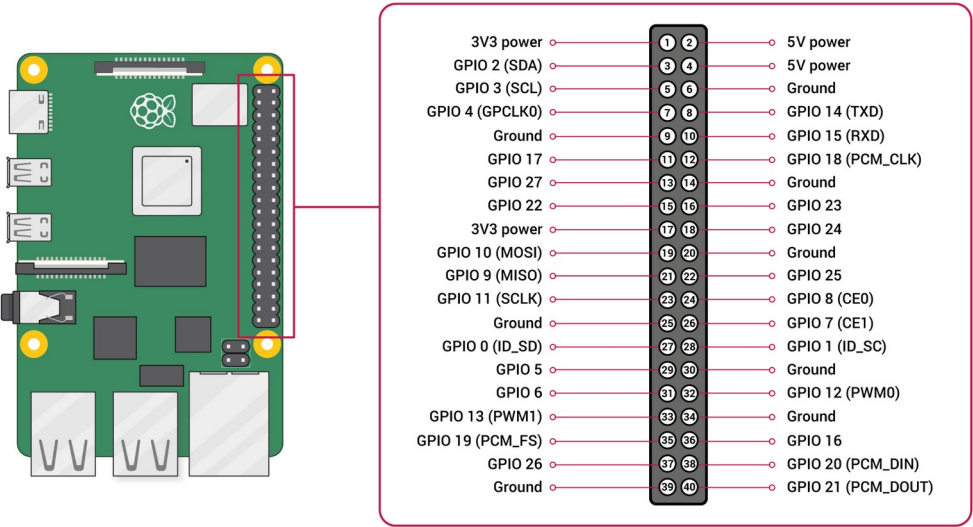 3V3 power 1 2 5V power
GPIO 2 (SDA) 3 4 5V power
GPIO 3 (SCL) 5 6 Ground
GPIO 4 (GPCLK0) 7 8 GPIO 14 (TXD)
Ground 9 10 GPIO 15 (RXD)
GPIO 17 11 12 GPIO 18 (PCM_CLK)
GPIO 27 13 14 Ground
GPIO 22 15 16 GPIO 23
3V3 power 17 18 GPIO 24
GPIO 10 (MOSI) 19 20 Ground
GPIO 9 (MISO) 21 22 GPIO 25
GPIO 11 (SCLK) 23 24 GPIO 8 (CE0)
Ground 25 26 GPIO 7 (CE1)
GPIO 0 (ID_SD) 27 28 GPIO 1 (ID_SC)
GPIO 5 29 30 Ground
GPIO 6 31 32 GPIO 12 (PWM0)
GPIO 13 (PWM1) 33 34 Ground
GPIO 19 (PCM_FS) 35 36 GPIO 16
GPIO 26 37 38 GPIO 20 (PCM_DIN)
Ground 39 40 GPIO 21 (PCM_DOUT)